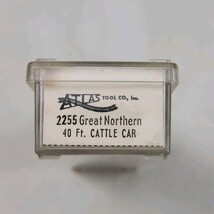 ATLAS TOOL CO., Inc.
2255 Great Northern
40 Ft. CATTLE CAR